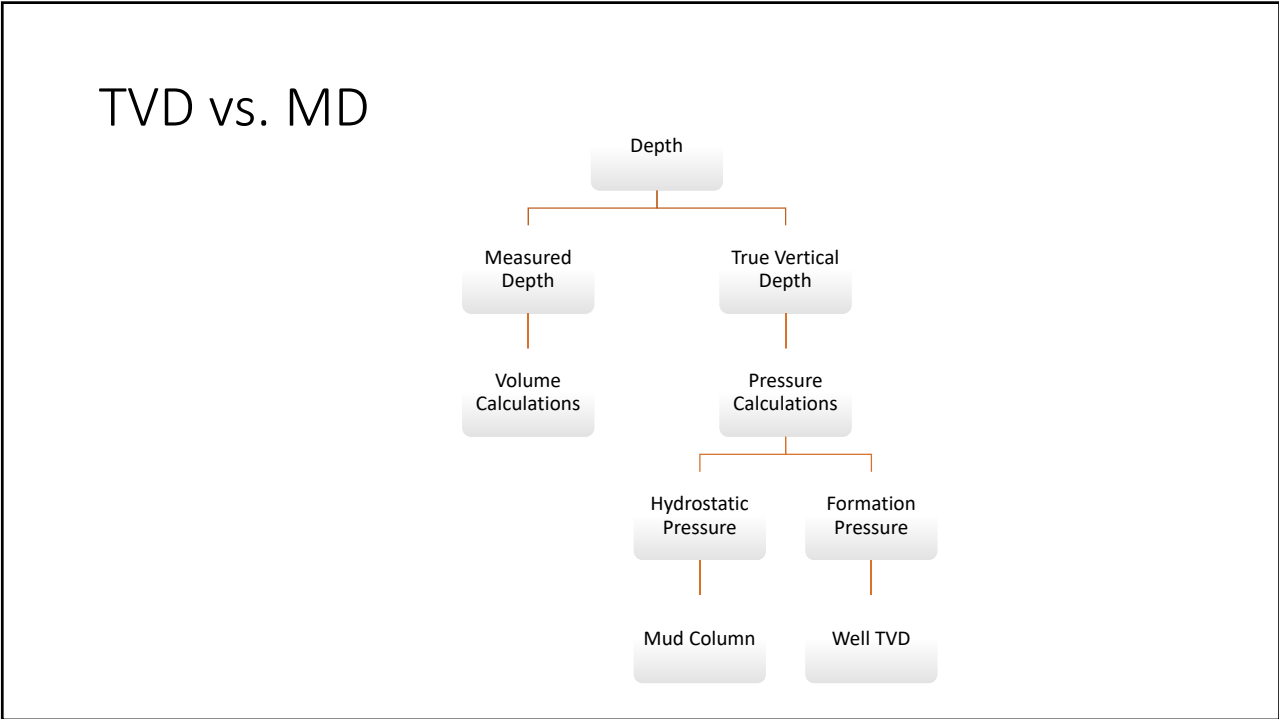 TVD vs. MD
Depth
Measured
Depth
True Vertical
Depth
Volume
Calculations
Pressure
Calculations
Hydrostatic
Pressure
Formation
Pressure
Mud Column
Well TVD